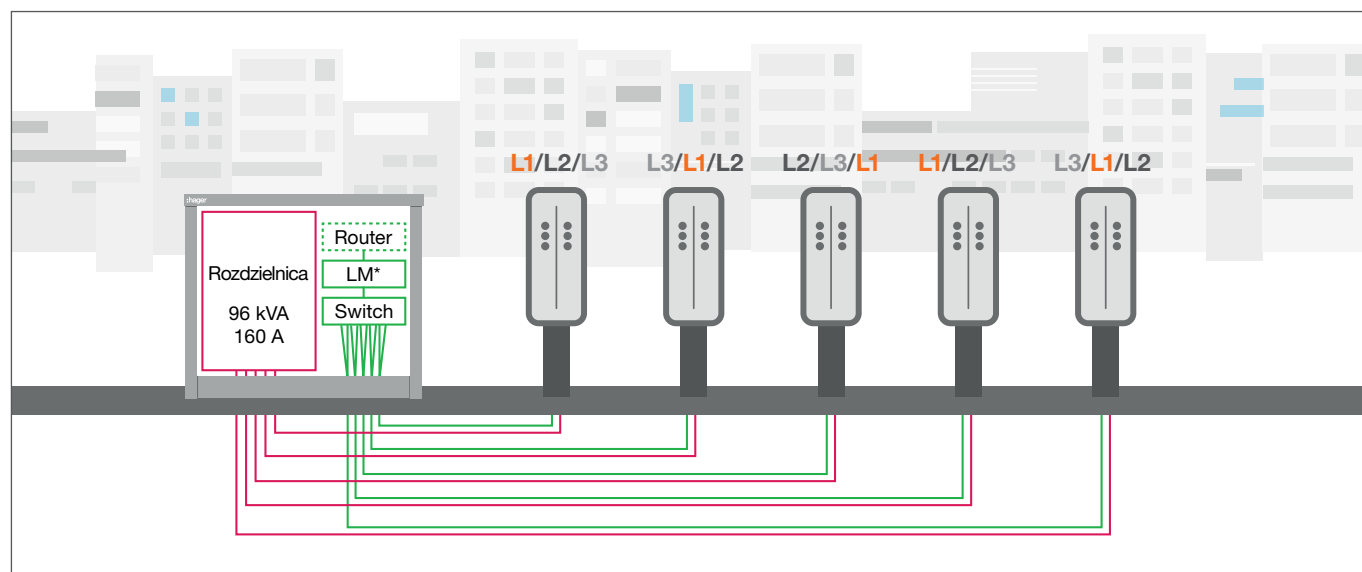 L1/L2/L3
L3/L1/L2
L2/L3/L1
L1/L2/L3
L3/L1/L2
:hager
Rozdzielnica
96 kVA
160 A
Router
LM*
Switch